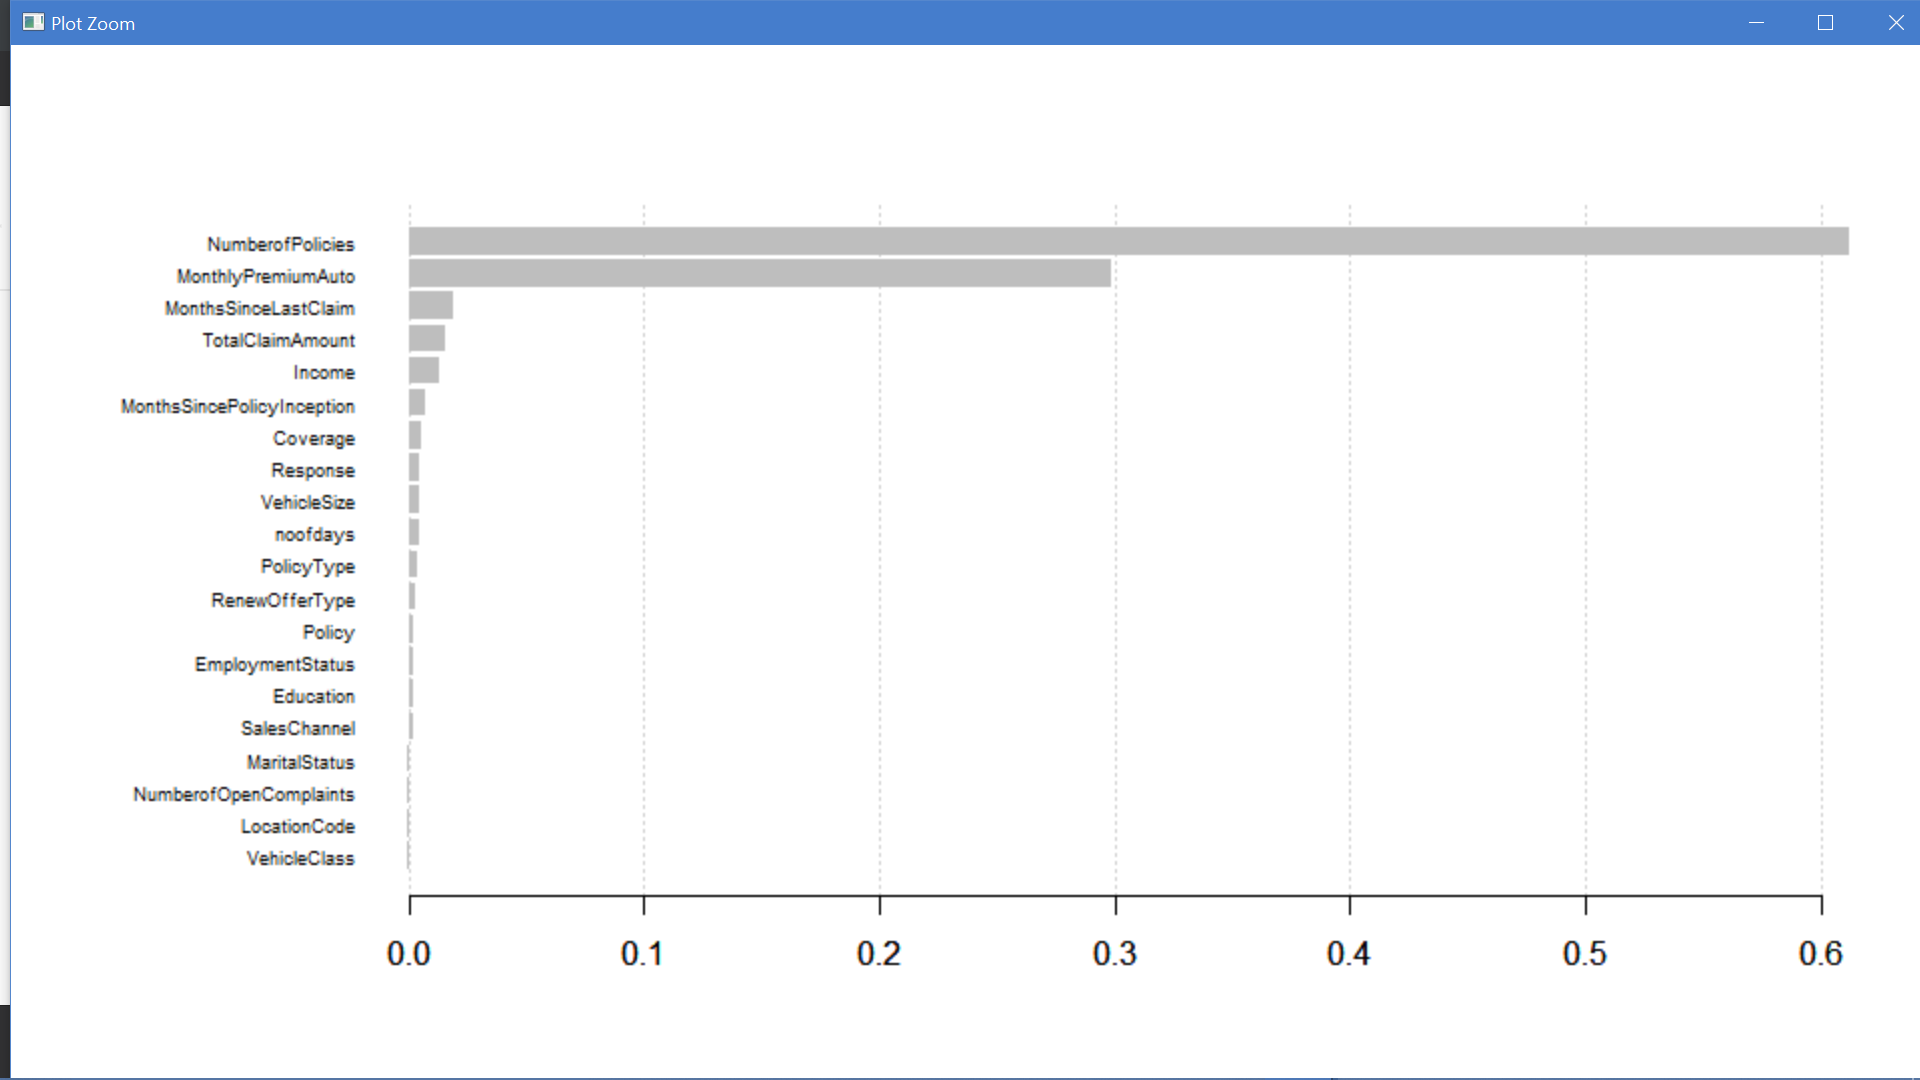 Plot Zoom
NumberofPolicies
MonthlyPremiumAuto
MonthsSinceLastClaim
TotalClaimAmount
Income
MonthsSincePolicyInception
Coverage
Response
VehicleSize
noofdays
PolicyType
RenewOfferType
Policy
EmploymentStatus
Education
SalesChannel
MaritalStatus
NumberofOpenComplaints
LocationCode
VehicleClass
0.0 0.1 0.2 0.3 0.4 0.5 0.6